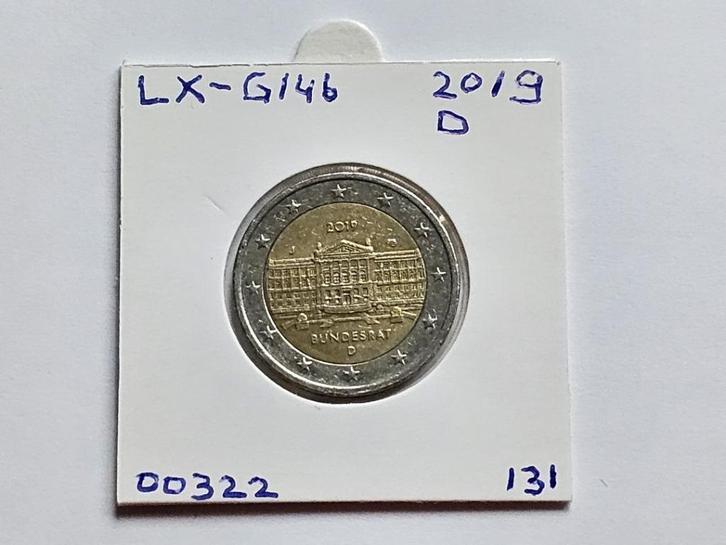 LX-G146 2019
D
2019
BUNDESRAT
D
00322 131